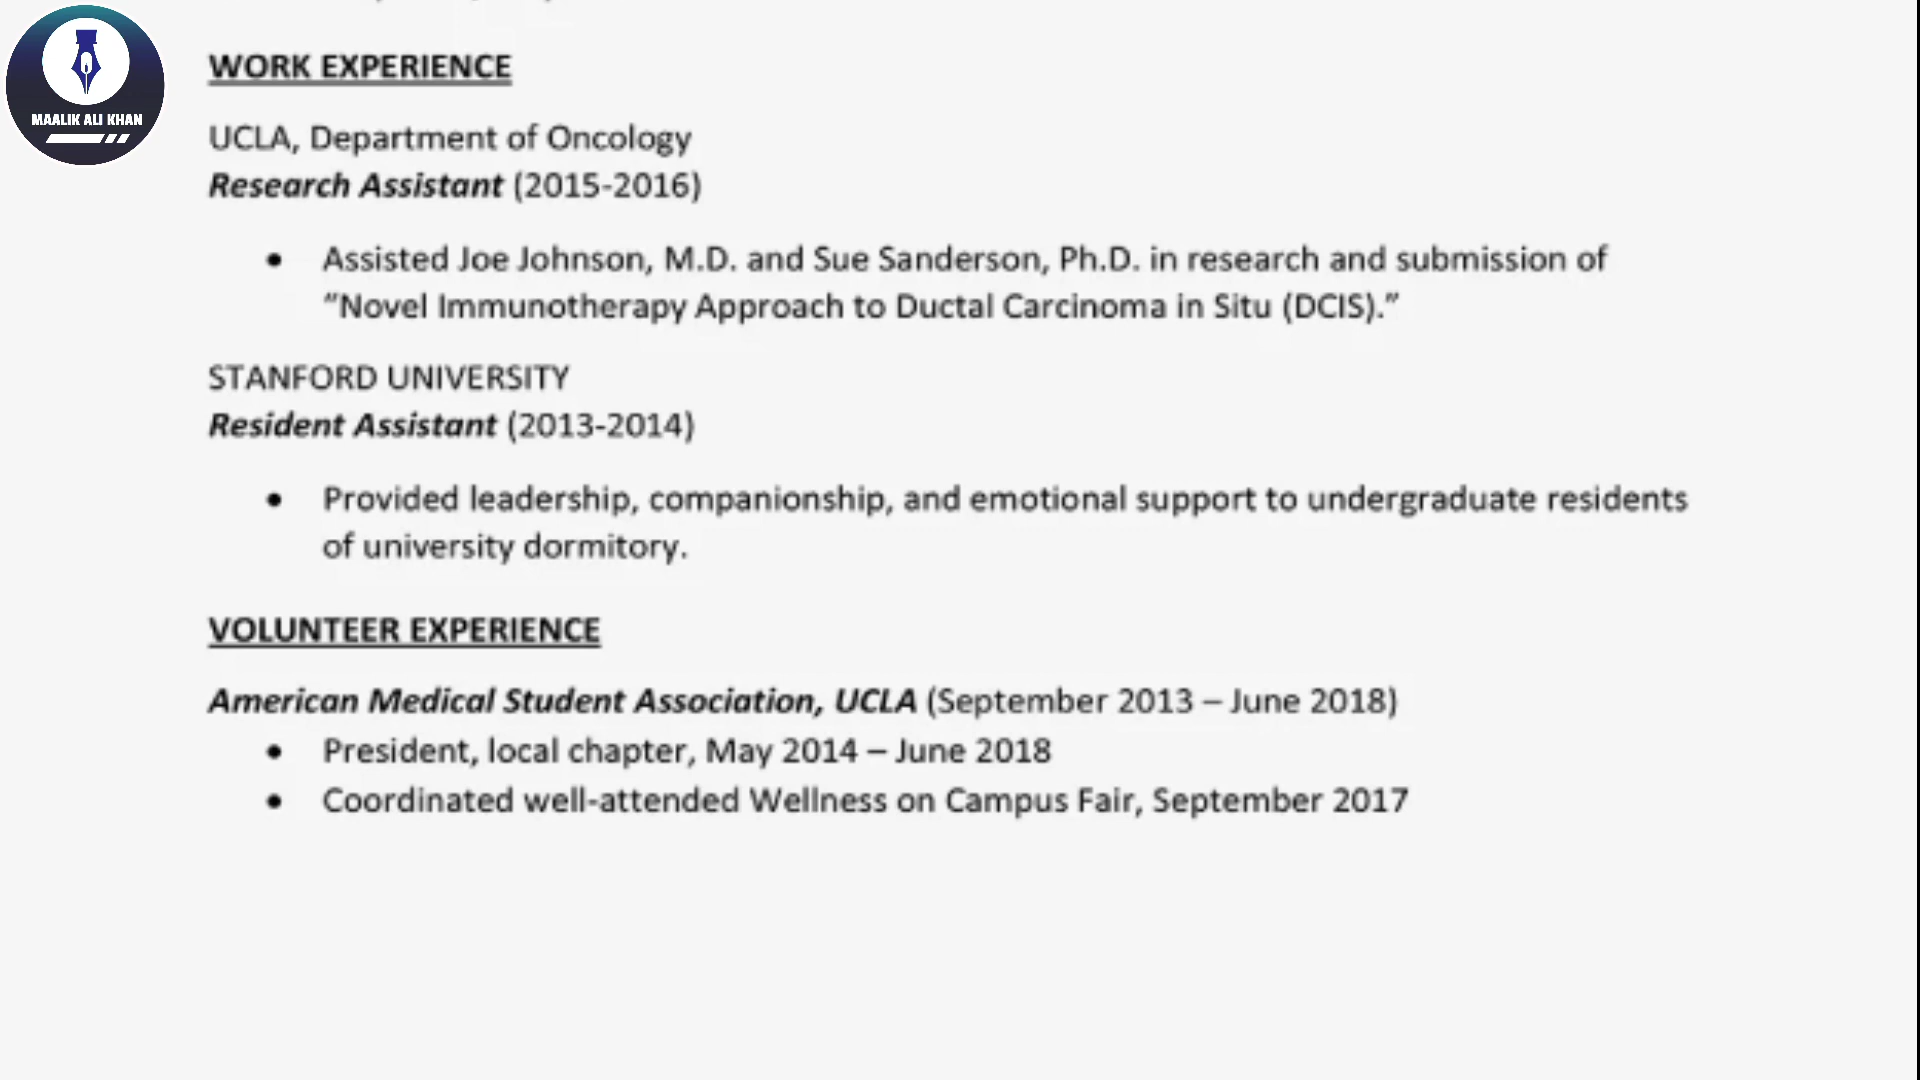 MAALIK ALI KHAN
WORK EXPERIENCE
UCLA, Department of Oncology
Research Assistant (2015-2016)
• Assisted Joe Johnson, M.D. and Sue Sanderson, Ph.D. in research and submission of
“Novel Immunotherapy Approach to Ductal Carcinoma in Situ (DCIS).”
STANFORD UNIVERSITY
Resident Assistant (2013-2014)
• Provided leadership, companionship, and emotional support to undergraduate residents
of university dormitory.
VOLUNTEER EXPERIENCE
American Medical Student Association, UCLA (September 2013 – June 2018)
• President, local chapter, May 2014 – June 2018
• Coordinated well-attended Wellness on Campus Fair, September 2017